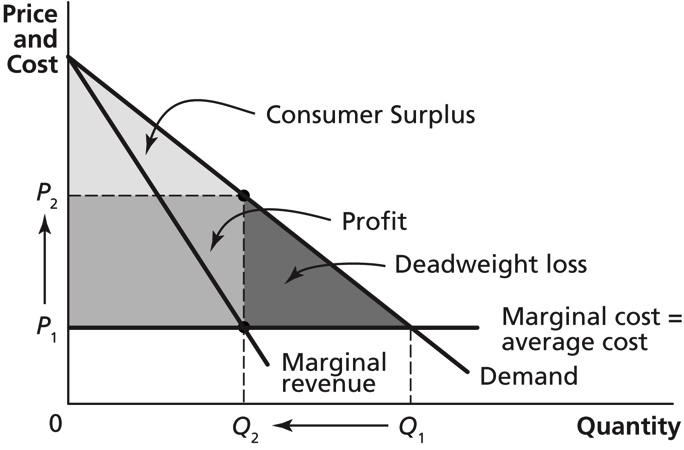 Price
and
Cost
Consumer Surplus
P2
Profit
Deadweight loss
P1
Marginal cost =
average cost
Marginal
revenue
Demand
0
Q2
Q1
Quantity